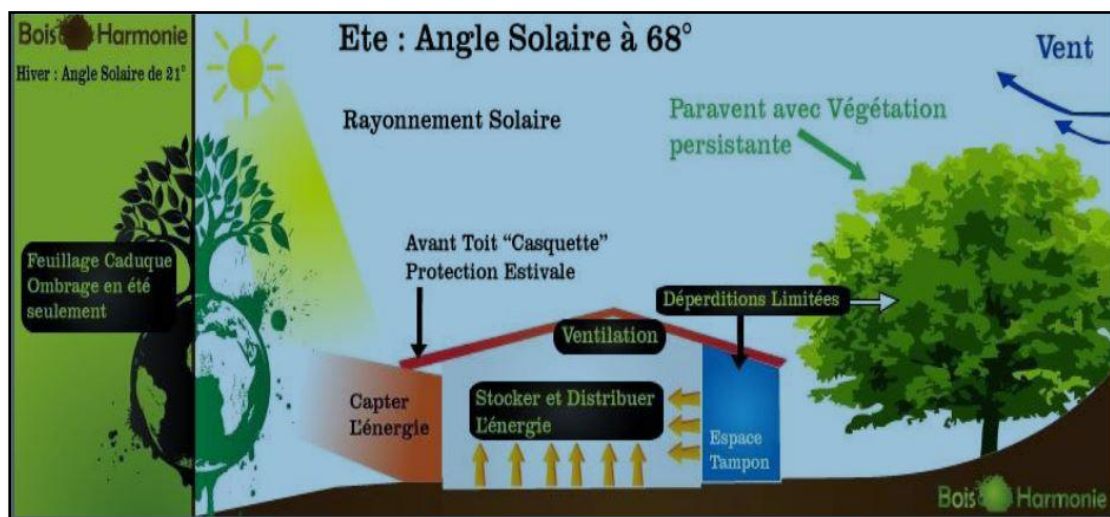 Bois Harmonie
Hiver : Angle Solaire de 21°
Ete : Angle Solaire à 68°
Vent
Rayonnement Solaire
Paravent avec Végétation
persistante
Feuillage Caduque
Ombrage en été
seulement
Avant Toit “Casquette”
Protection Estivale
Déperditions Limitées
Ventilation
Capter
L'énergie
Stocker et Distribuer
L'énergie
Espace
Tampon
Bois Harmonie